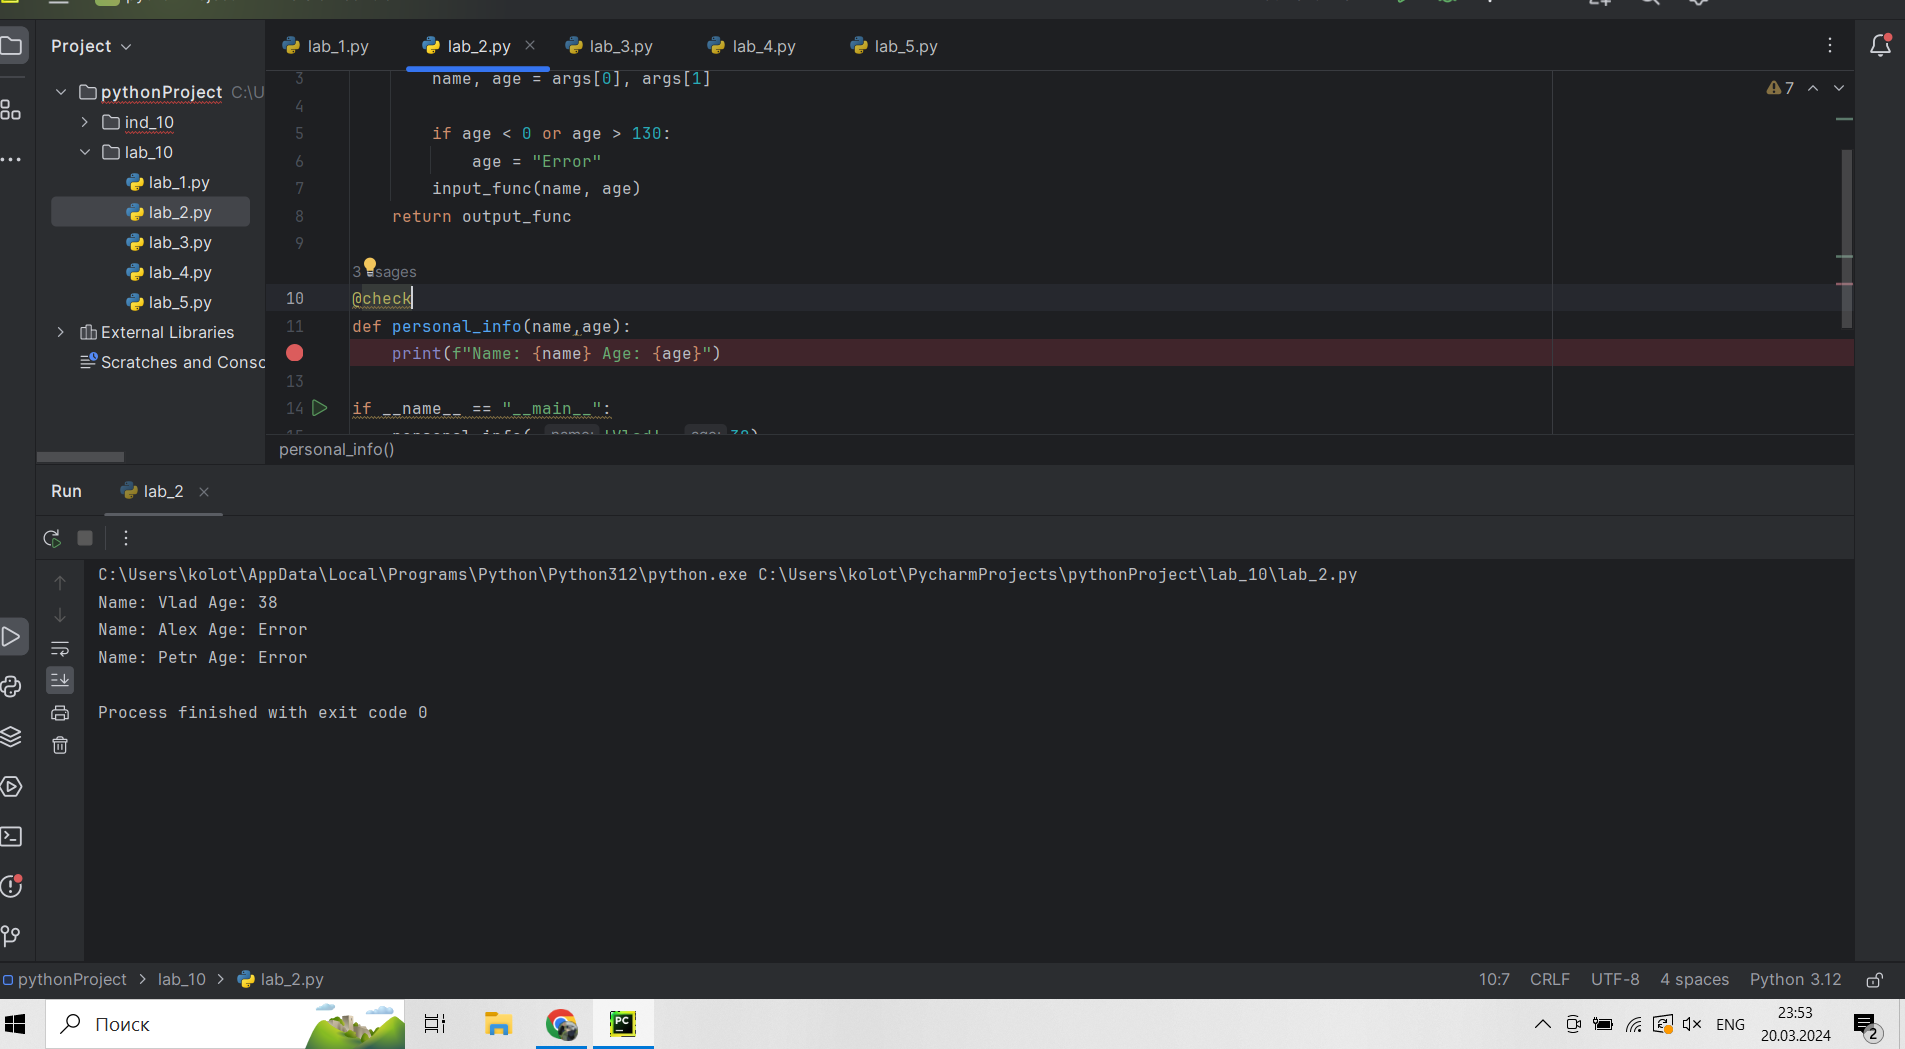 Project
lab_1.py
lab_2.py
lab_3.py
lab_4.py
lab_5.py
pythonProject C:\U
ind_10
lab_10
lab_1.py
lab_2.py
lab_3.py
lab_4.py
lab_5.py
External Libraries
Scratches and Consc
3 name, age = args[0], args[1]
4
5 if age < 0 or age > 130:
6 age = "Error"
7 input_func(name, age)
8 return output_func
9
3 usages
10 @check
11 def personal_info(name,age):
print(f"Name: {name} Age: {age}")
13
14 if __name__ == "__main__":
7
personal_info()
Run
lab_2
C:\Users\kolot\AppData\Local\Programs\Python\Python312\python.exe C:\Users\kolot\PycharmProjects\pythonProject\lab_10\lab_2.py
Name: Vlad Age: 38
Name: Alex Age: Error
Name: Petr Age: Error
Process finished with exit code 0
pythonProject > lab_10 > lab_2.py
10:7 CRLF UTF-8 4 spaces Python 3.12
Поиск
PC
ENG
23:53
20.03.2024
2